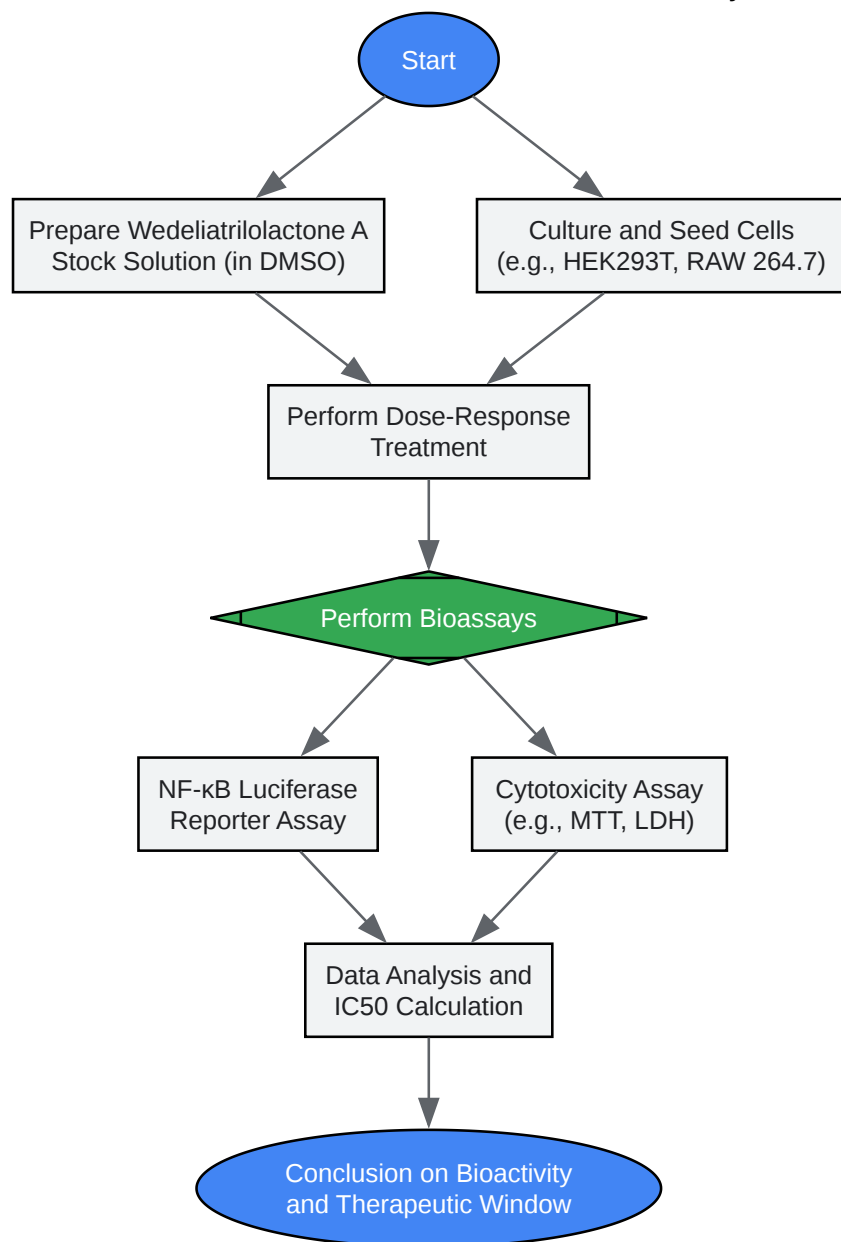 Start
Prepare Wedeliatrilolactone A
Stock Solution (in DMSO)
Culture and Seed Cells
(e.g., HEK293T, RAW 264.7)
Perform Dose-Response
Treatment
Perform Bioassays
NF-κB Luciferase
Reporter Assay
Cytotoxicity Assay
(e.g., MTT, LDH)
Data Analysis and
IC50 Calculation
Conclusion on Bioactivity
and Therapeutic Window